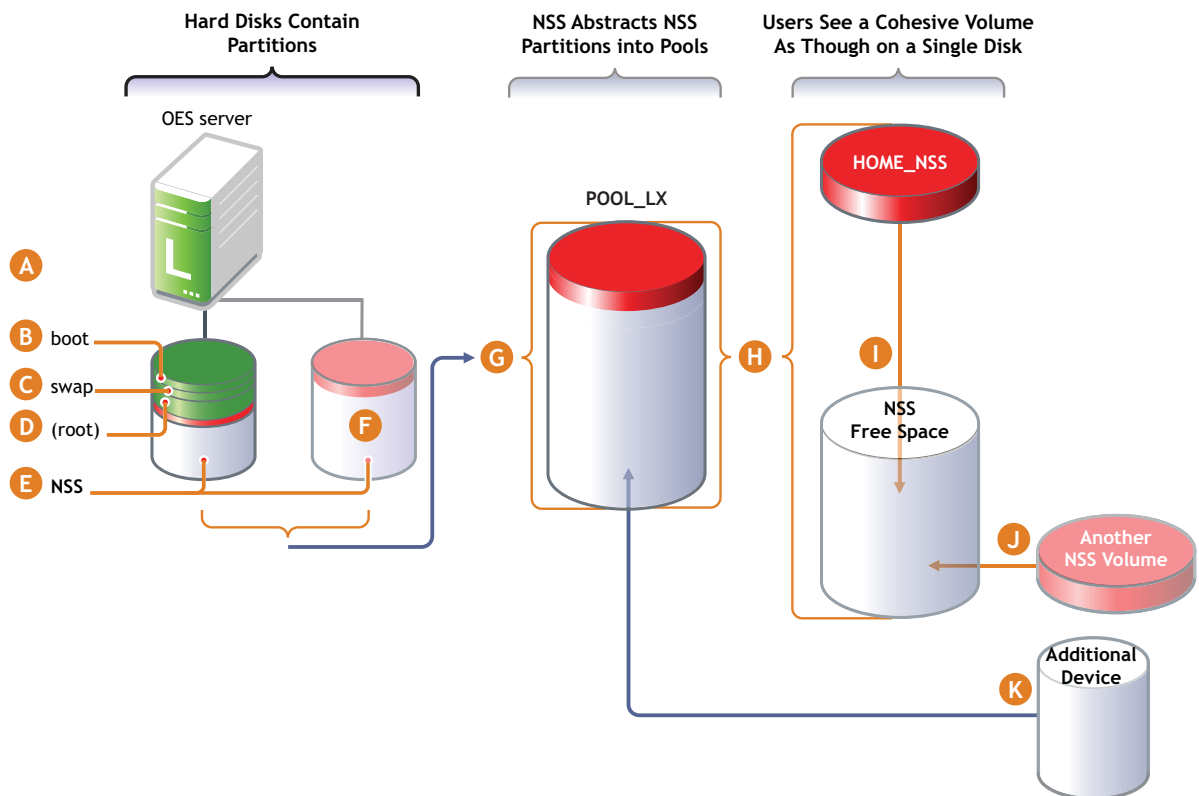 Hard Disks Contain
Partitions
NSS Abstracts NSS
Partitions into Pools
Users See a Cohesive Volume
As Though on a Single Disk
OES server
L
A
B boot
C swap
D (root)
E NSS
F
POOL_LX
G
H
HOME_NSS
I
NSS
Free Space
J
Another
NSS Volume
K
Additional
Device